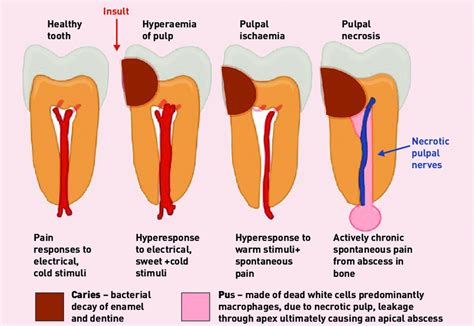 Insult
Healthy
tooth
Hyperaemia
of pulp
Pulpal
ischaemia
Pulpal
necrosis
Necrotic
pulpal
nerves
Pain
responses to
electrical,
cold stimuli
Hyperesponse
to electrical,
sweet +cold
stimuli
Hyperesponse to
warm stimuli+
spontaneous
pain
Actively chronic
spontaneous pain
from abscess in
bone
Caries – bacterial
decay of enamel
and dentine
Pus – made of dead white cells predominantly
macrophages, due to necrotic pulp, leakage
through apex ultimately causing an apical abscess